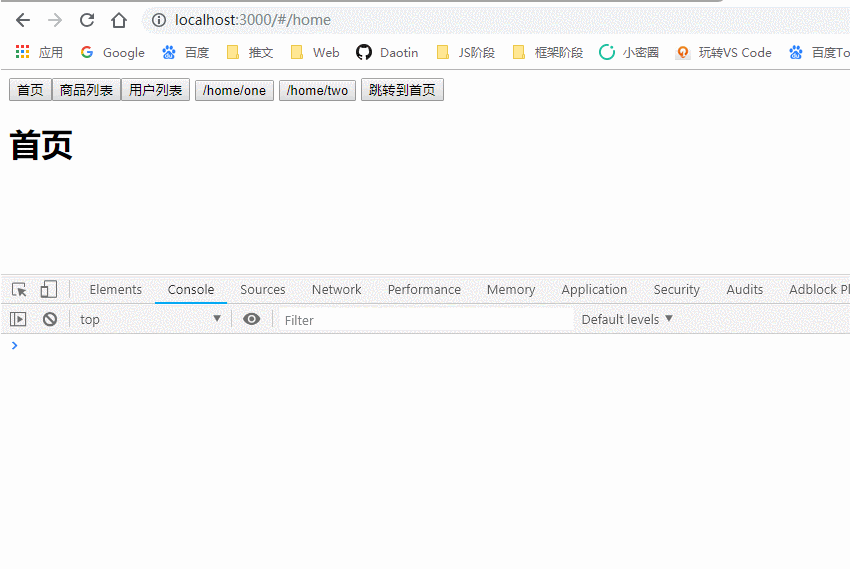 localhost:3000/#/home
应用 Google 百度 推文 Web Daotin JS阶段 框架阶段 小密圈 玩转VS Code 百度To
首页 商品列表 用户列表 /home/one /home/two 跳转到首页
首页
Elements Console Sources Network Performance Memory Application Security Audits Adblock Pl
top Filter Default levels